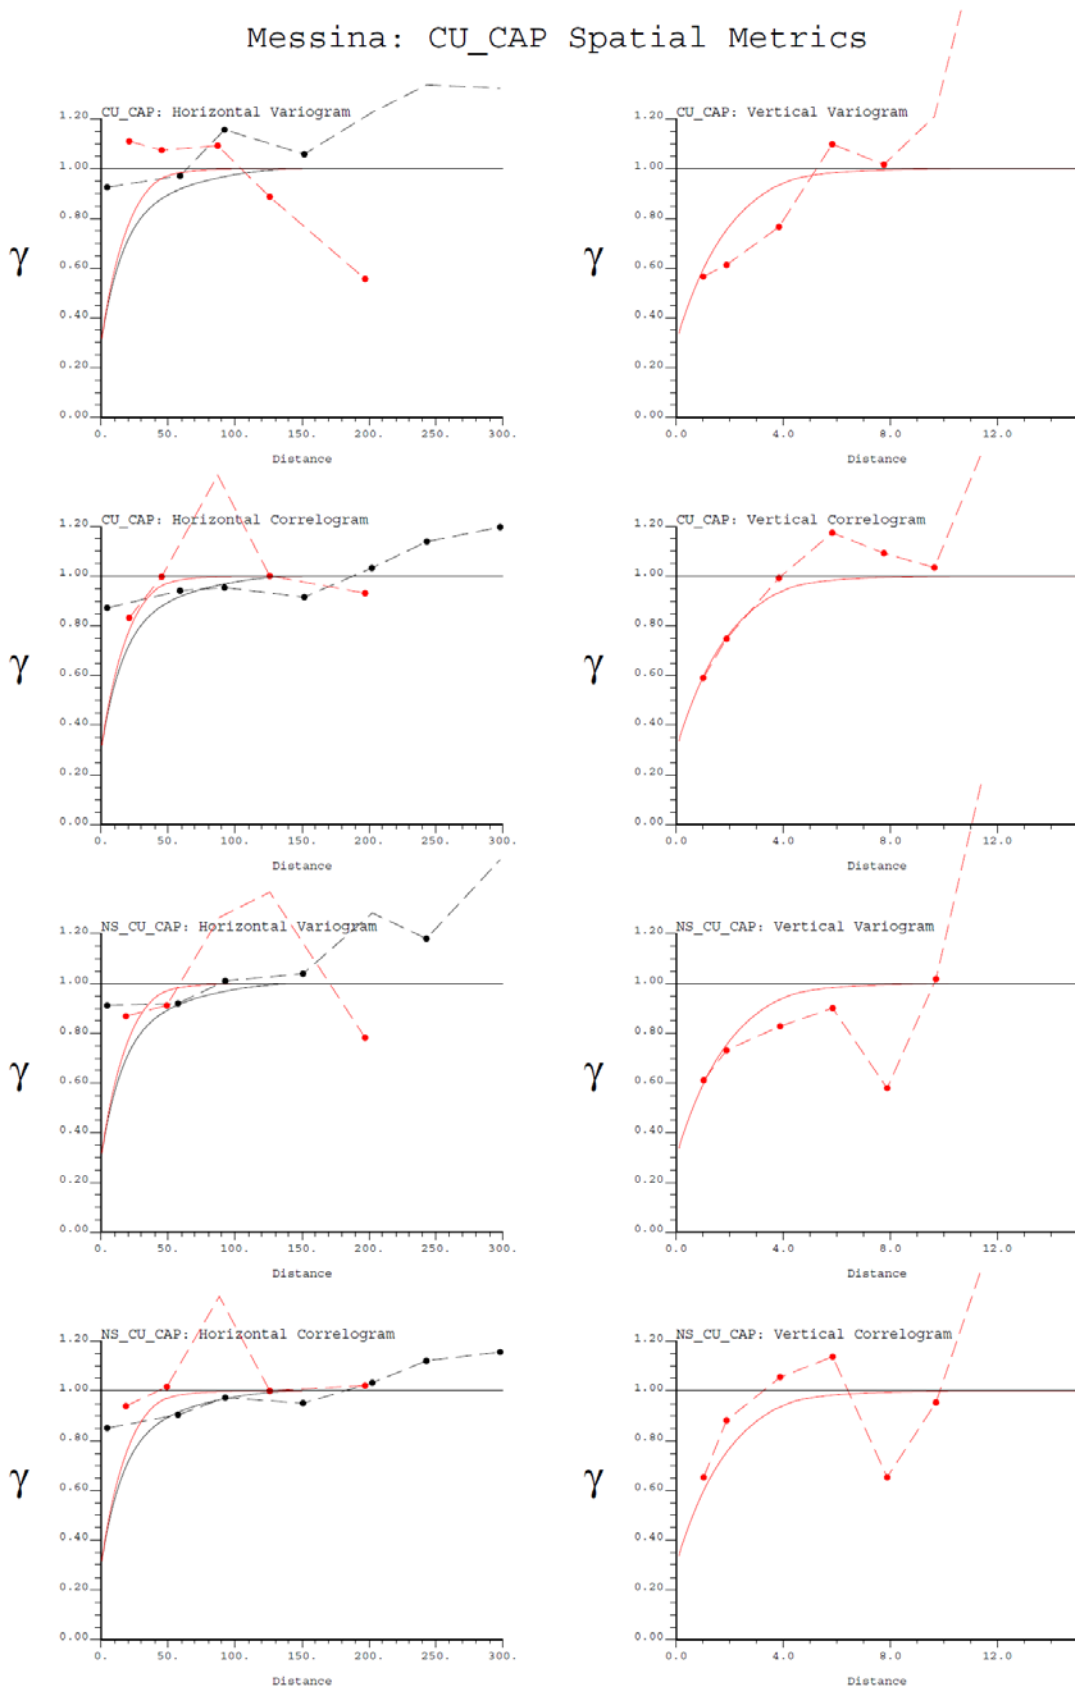 Messina: CU_CAP Spatial Metrics
CU_CAP: Horizontal Variogram
1.20
1.00
0.80
0.60
0.40
0.20
0.00
γ
0. 50. 100. 150. 200. 250. 300.
Distance
CU_CAP: Vertical Variogram
1.20
1.00
0.80
0.60
0.40
0.20
0.00
γ
0.0 4.0 8.0 12.0
Distance
CU_CAP: Horizontal Correlogram
1.20
1.00
0.80
0.60
0.40
0.20
0.00
γ
0. 50. 100. 150. 200. 250. 300.
Distance
CU_CAP: Vertical Correlogram
1.20
1.00
0.80
0.60
0.40
0.20
0.00
γ
0.0 4.0 8.0 12.0
Distance
NS_CU_CAP: Horizontal Variogram
1.20
1.00
0.80
0.60
0.40
0.20
0.00
γ
0. 50. 100. 150. 200. 250. 300.
Distance
NS_CU_CAP: Vertical Variogram
1.20
1.00
0.80
0.60
0.40
0.20
0.00
γ
0.0 4.0 8.0 12.0
Distance
NS_CU_CAP: Horizontal Correlogram
1.20
1.00
0.80
0.60
0.40
0.20
0.00
γ
0. 50. 100. 150. 200. 250. 300.
Distance
NS_CU_CAP: Vertical Correlogram
1.20
1.00
0.80
0.60
0.40
0.20
0.00
γ
0.0 4.0 8.0 12.0
Distance